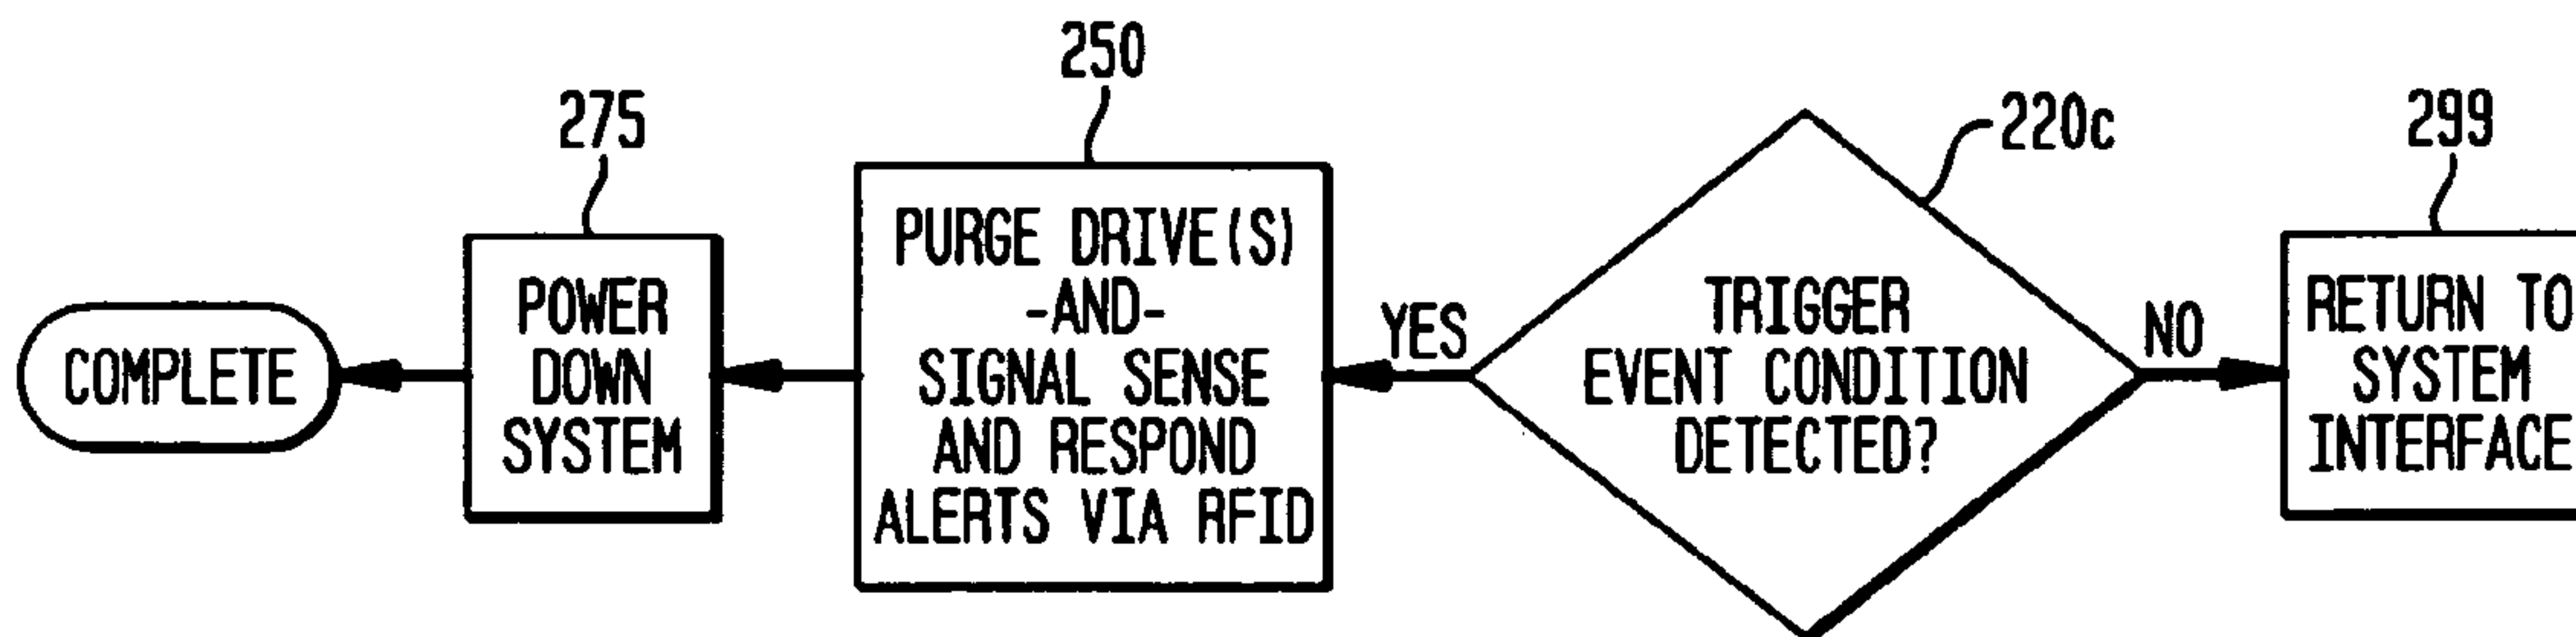 250
275
220c
299
COMPLETE
POWER
DOWN
SYSTEM
PURGE DRIVE(S)
-AND-
SIGNAL SENSE
AND RESPOND
ALERTS VIA RFID
YES
TRIGGER
EVENT CONDITION
DETECTED?
NO
RETURN TO
SYSTEM
INTERFACE